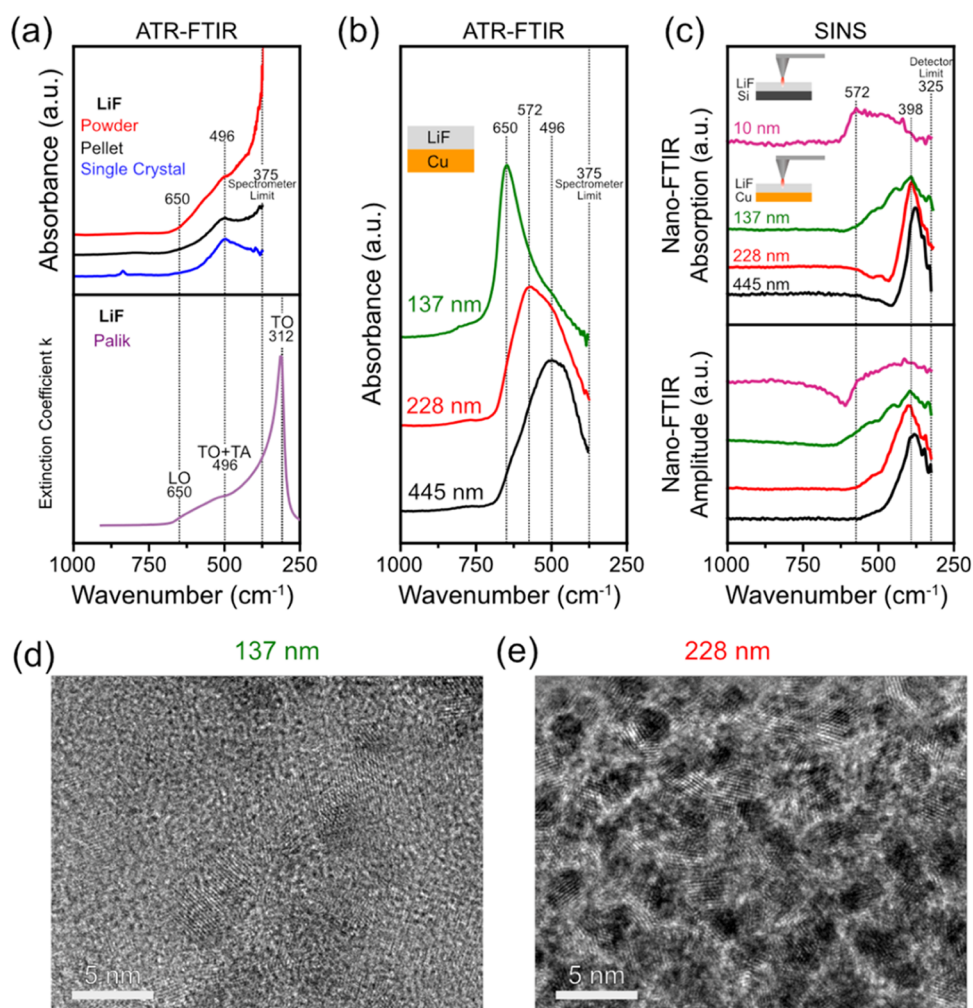 (a)
ATR-FTIR
Absorbance (a.u.)
LiF
Powder
Pellet
Single Crystal
650
496
375
Spectrometer
Limit
Extinction Coefficient k
LiF
Palik
LO
650
TO+TA
496
TO
312
1000
750
500
250
Wavenumber (cm-1)
(b)
ATR-FTIR
Absorbance (a.u.)
LiF
Cu
650
572
496
375
Spectrometer
Limit
137 nm
228 nm
445 nm
1000
750
500
250
Wavenumber (cm-1)
(c)
SINS
Nano-FTIR
Absorption (a.u.)
LiF
Si
572
Detector
Limit
398
325
10 nm
LiF
Cu
137 nm
228 nm
445 nm
Nano-FTIR
Amplitude (a.u.)
1000
750
500
250
Wavenumber (cm-1)
(d)
137 nm
5 nm
(e)
228 nm
5 nm